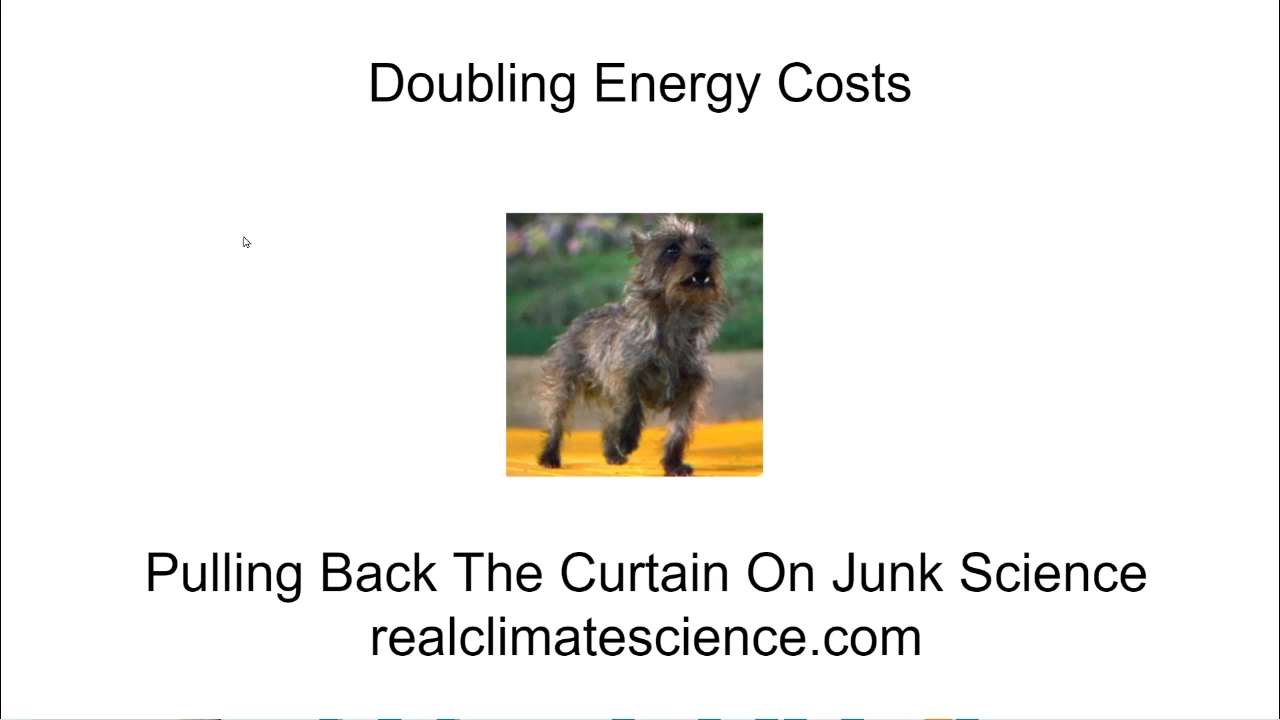 Doubling Energy Costs
Pulling Back The Curtain On Junk Science
realclimatescience.com